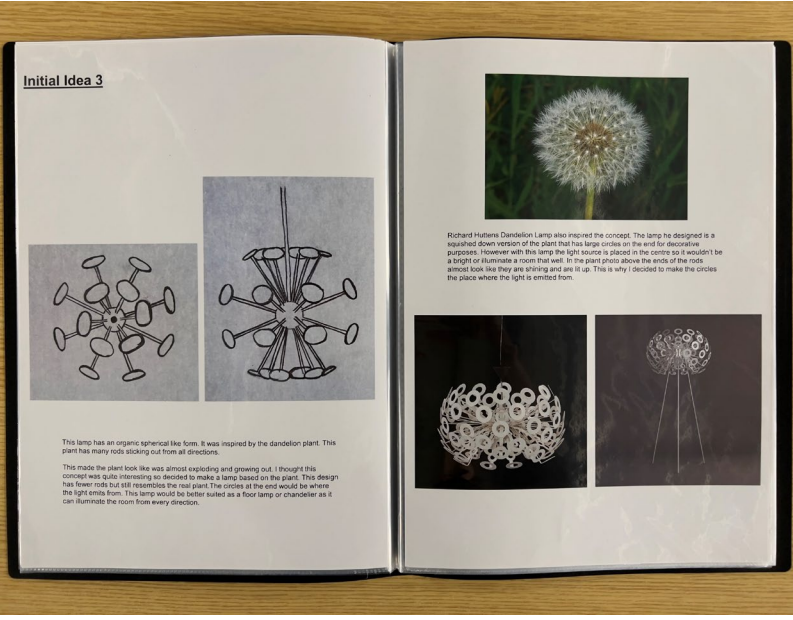 Initial Idea 3
This lamp has an organic spherical like form. It was inspired by the dandelion plant. This
plant has many rods sticking out from all directions.
This made the plant look like was almost exploding and growing out. I thought this
concept was quite interesting so decided to make a lamp based on the plant. This design
has fewer rods but still resembles the real plant.The circles at the end would be where
the light emits from. This lamp would be better suited as a floor lamp or chandelier as it
can illuminate the room from every direction.
Richard Huttens Dandelion Lamp also inspired the concept. The lamp he designed is a
squished down version of the plant that has large circles on the end for decorative
purposes. However with this lamp the light source is placed in the centre so it wouldn't be
a bright or illuminate a room that well. In the plant photo above the ends of the rods
almost look like they are shining and are lit up. This is why I decided to make the circles
the place where the light is emitted from.